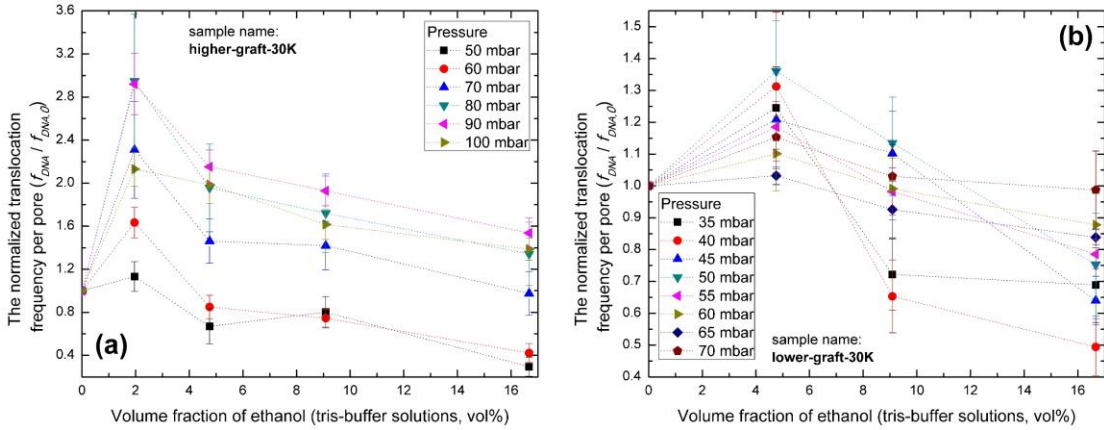 3.6
3.2
2.8
2.4
2.0
1.6
1.2
0.8
0.4
0 2 4 6 8 10 12 14 16
The normalized translocation
frequency per pore (f_DNA / f_DNA,0)
Volume fraction of ethanol (tris-buffer solutions, vol%)
sample name:
higher-graft-30K
Pressure
50 mbar
60 mbar
70 mbar
80 mbar
90 mbar
100 mbar
(a)
1.5
1.4
1.3
1.2
1.1
1.0
0.9
0.8
0.7
0.6
0.5
0.4
0 2 4 6 8 10 12 14 16
The normalized translocation
frequency per pore (f_DNA / f_DNA,0)
Volume fraction of ethanol (tris-buffer solutions, vol%)
(b)
Pressure
35 mbar
40 mbar
45 mbar
50 mbar
55 mbar
60 mbar
65 mbar
70 mbar
sample name:
lower-graft-30K